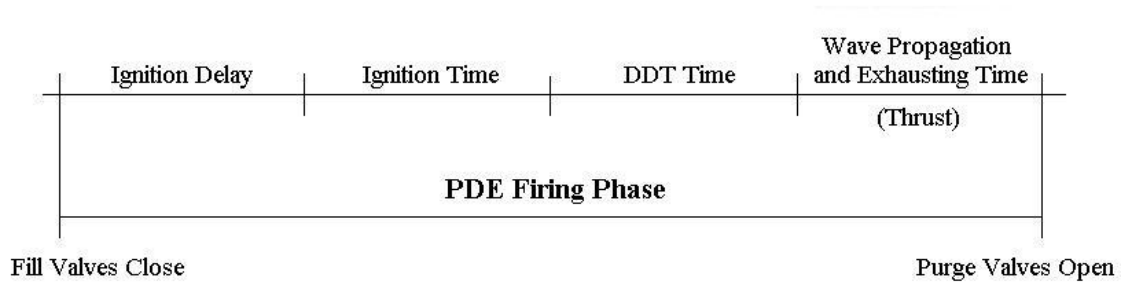 Wave Propagation
Ignition Delay Ignition Time DDT Time and Exhausting Time
(Thrust)
PDE Firing Phase
Fill Valves Close Purge Valves Open